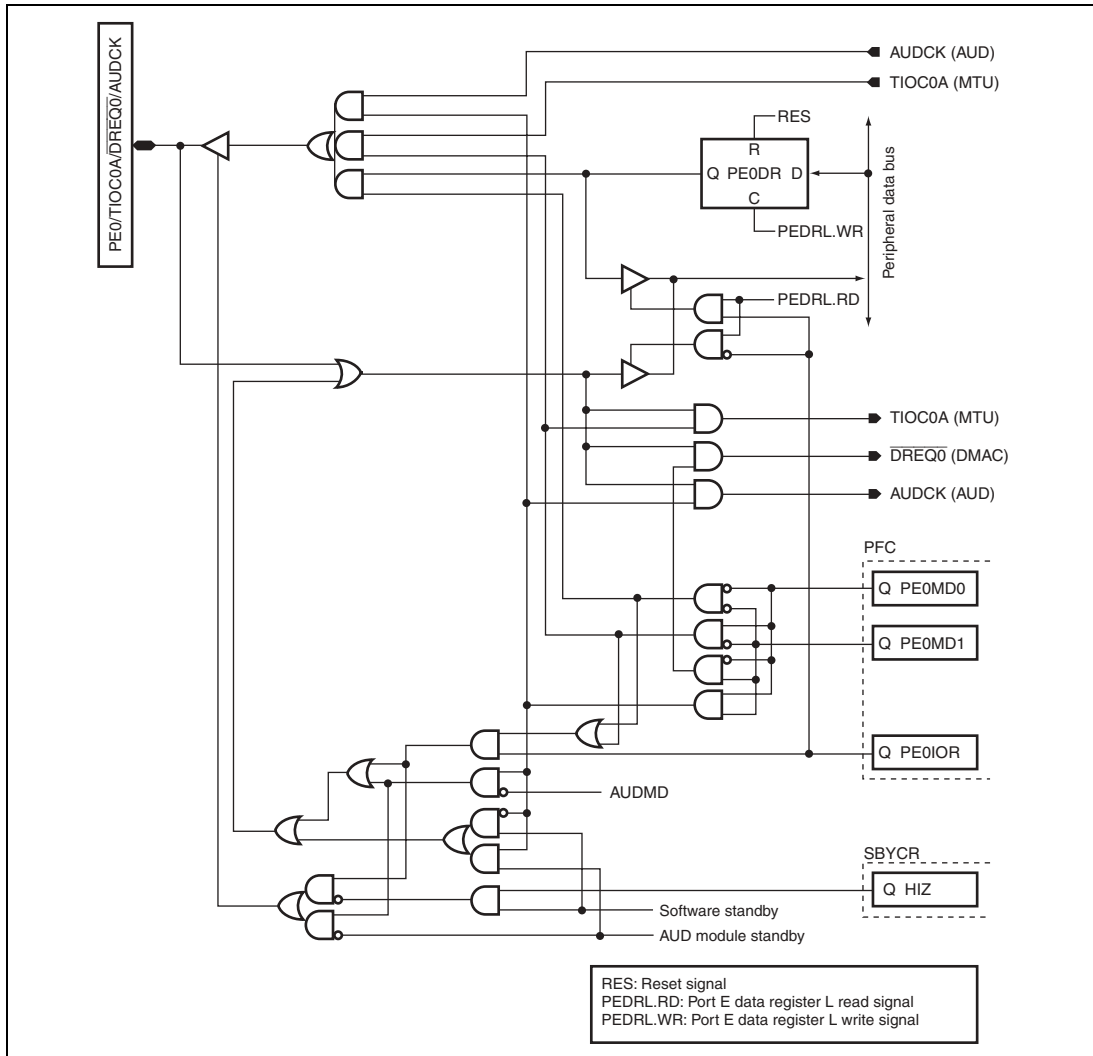 PE0/TIOC0A/DREQ0/AUDCK
AUDCK (AUD)
TIOC0A (MTU)
RES
R
Q PE0DR D
C
PEDRL.WR
Peripheral data bus
PEDRL.RD
TIOC0A (MTU)
DREQ0 (DMAC)
AUDCK (AUD)
PFC
Q PE0MD0
Q PE0MD1
Q PE0IOR
AUDMD
SBYCR
Q HIZ
Software standby
AUD module standby
RES: Reset signal
PEDRL.RD: Port E data register L read signal
PEDRL.WR: Port E data register L write signal